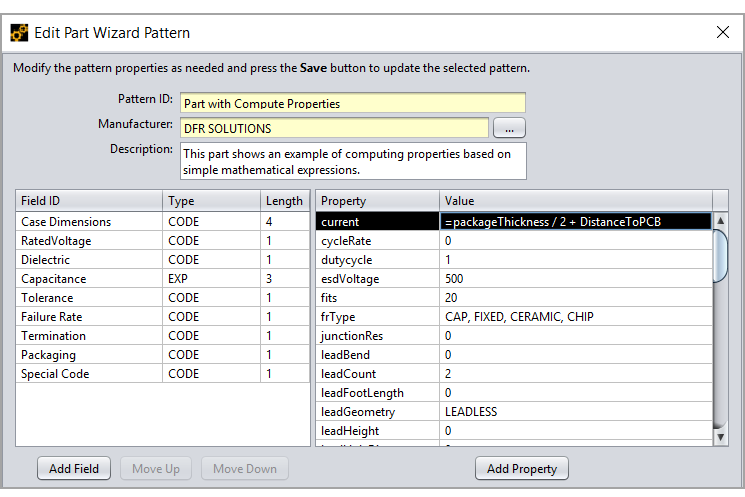 Edit Part Wizard Pattern
Modify the pattern properties as needed and press the Save button to update the selected pattern.
Pattern ID: Part with Compute Properties
Manufacturer: DFR SOLUTIONS ...
Description: This part shows an example of computing properties based on
simple mathematical expressions.
Field ID Type Length
Case Dimensions CODE 4
RatedVoltage CODE 1
Dielectric CODE 1
Capacitance EXP 3
Tolerance CODE 1
Failure Rate CODE 1
Termination CODE 1
Packaging CODE 1
Special Code CODE 1
Property Value
current =packageThickness / 2 + DistanceToPCB
cycleRate 0
dutycycle 1
esdVoltage 500
fits 20
frType CAP, FIXED, CERAMIC, CHIP
junctionRes 0
leadBend 0
leadCount 2
leadFootLength 0
leadGeometry LEADLESS
leadHeight 0
Add Field Move Up Move Down Add Property